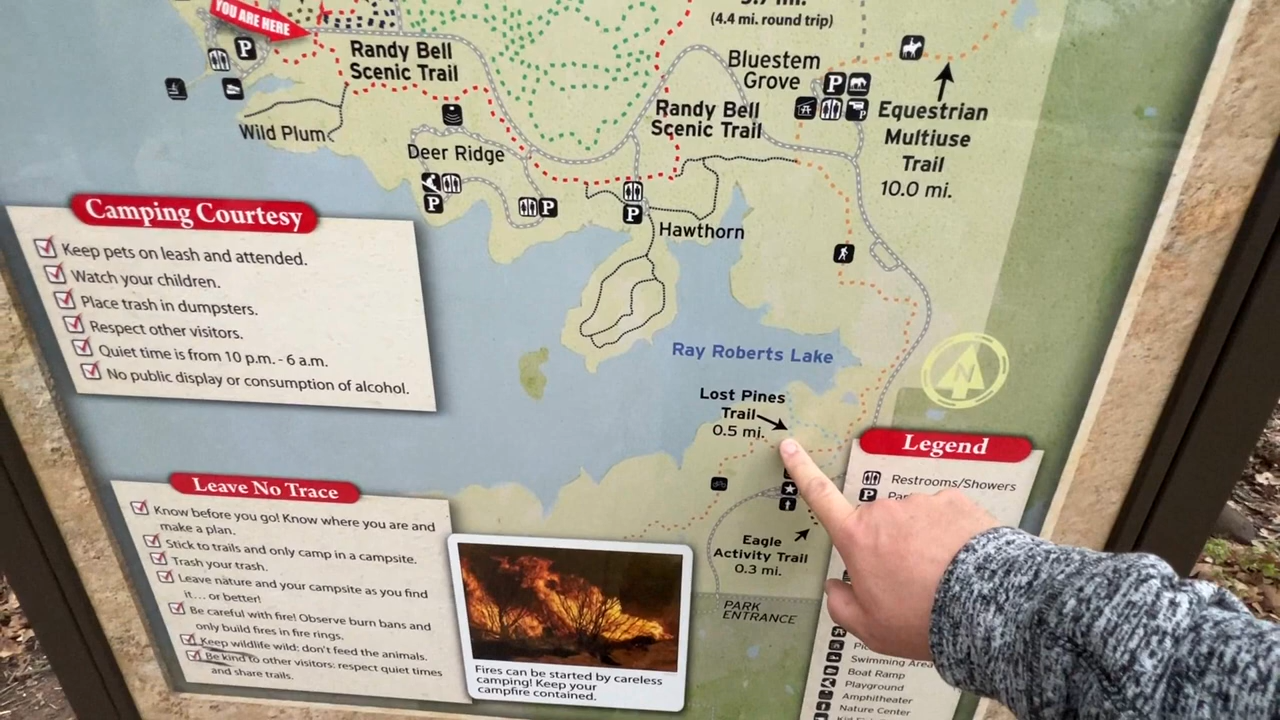 (4.4 mi. round trip)
YOU ARE HERE
P
Randy Bell
Scenic Trail
Bluestem
Grove
P
P
Equestrian
Multiuse
Trail
10.0 mi.
Randy Bell
Scenic Trail
Wild Plum
Deer Ridge
P
P
P
Hawthorn
Camping Courtesy
Keep pets on leash and attended.
Watch your children.
Place trash in dumpsters.
Respect other visitors.
Quiet time is from 10 p.m. - 6 a.m.
No public display or consumption of alcohol.
Ray Roberts Lake
N
Lost Pines
Trail
0.5 mi.
Eagle
Activity Trail
0.3 mi.
PARK
ENTRANCE
Leave No Trace
Know before you go! Know where you are and
make a plan.
Stick to trails and only camp in a campsite.
Trash your trash.
Leave nature and your campsite as you find
it... or better!
Be careful with fire! Observe burn bans and
only build fires in fire rings.
Keep wildlife wild; don't feed the animals.
Be kind to other visitors: respect quiet times
and share trails.
Fires can be started by careless
camping! Keep your
campfire contained.
Legend
Restrooms/Showers
P
Swimming Area
Boat Ramp
Playground
Amphitheater
Nature Center